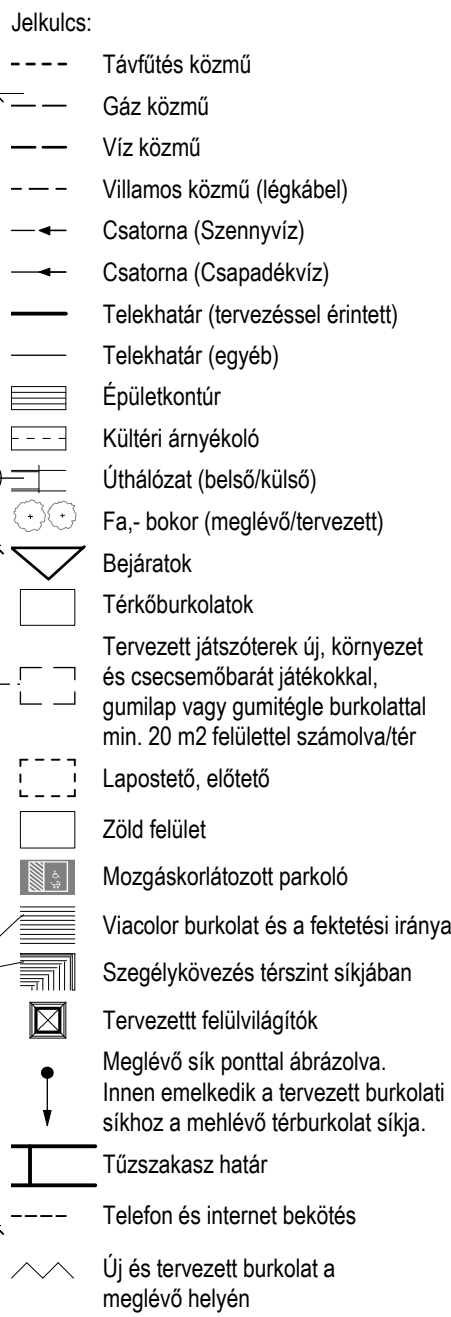 Jelkulcs:
Távfűtés közmű
Gáz közmű
Víz közmű
Villamos közmű (légkábel)
Csatorna (Szennyvíz)
Csatorna (Csapadékvíz)
Telekhatár (tervezéssel érintett)
Telekhatár (egyéb)
Épületkontúr
Kültéri árnyékoló
Úthálózat (belső/külső)
Fa,- bokor (meglévő/tervezett)
Bejáratok
Térkőburkolatok
Tervezett játszóterek új, környezet
és csecsemőbarát játékokkal,
gumilap vagy gumitégle burkolattal
min. 20 m2 felülettel számolva/tér
Lapostető, előtető
Zöld felület
Mozgáskorlátozott parkoló
Viacolor burkolat és a fektetési iránya
Szegélykövezés térszint síkjában
Tervezettt felülvilágítók
Meglévő sík ponttal ábrázolva.
Innen emelkedik a tervezett burkolati
síkhoz a mehlévő térburkolat síkja.
Tűzszakasz határ
Telefon és internet bekötés
Új és tervezett burkolat a
meglévő helyén